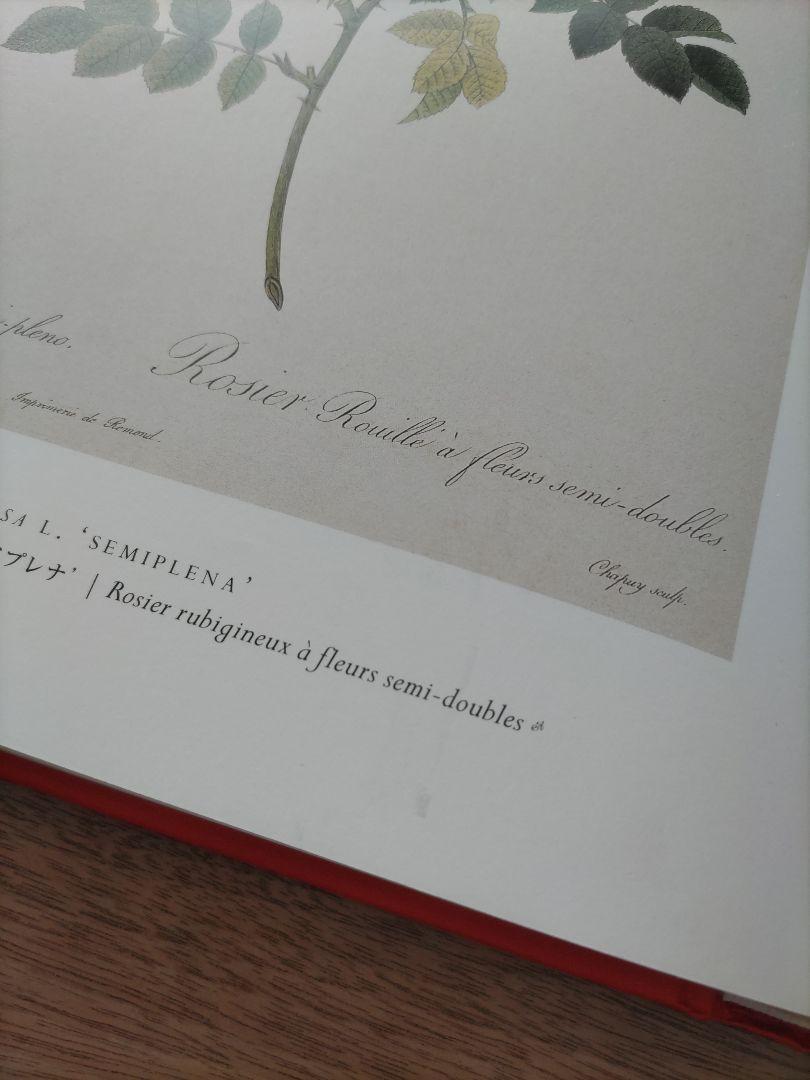 -pleno.
Rosier Rouillé à fleurs semi-doubles.
Imprimerie de Remond.
Chapuy sculp.
SA L. ‘SEMIPLENA’
プレナ’ | Rosier rubigineux à fleurs semi-doubles